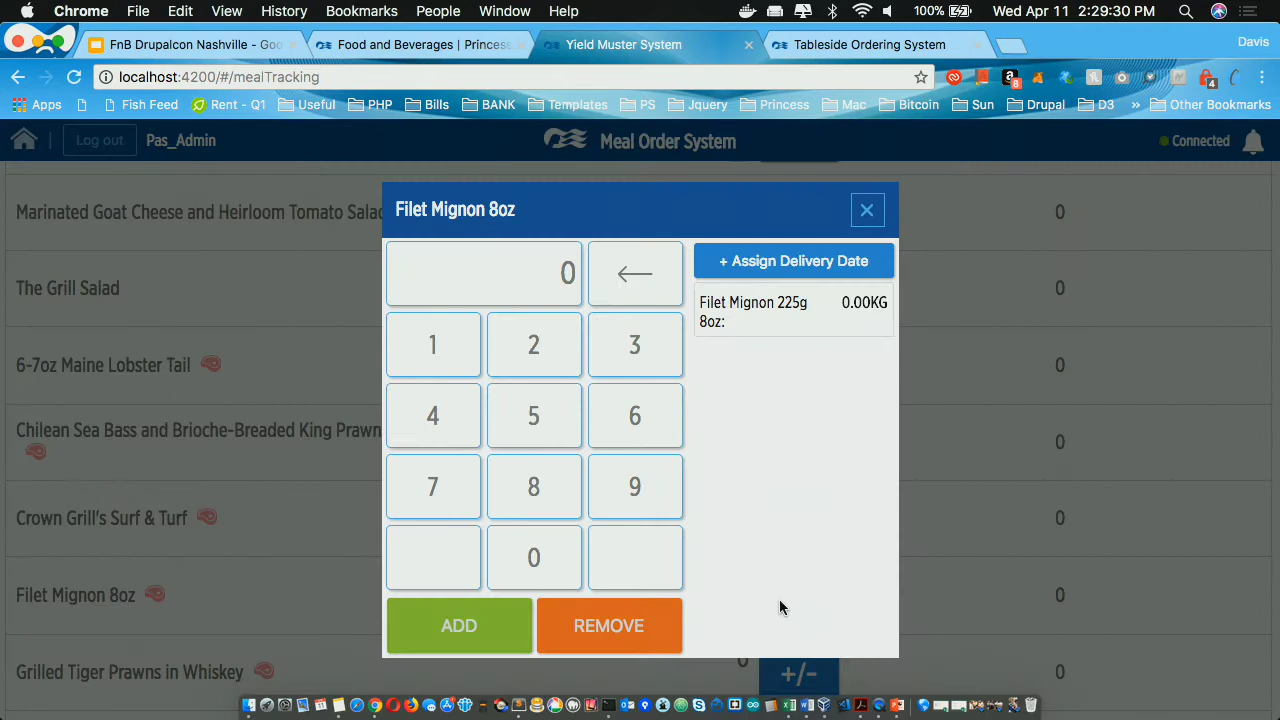 Chrome File Edit View History Bookmarks People Window Help 100% Wed Apr 11 2:29:30 PM
FnB Drupalcon Nashville - Goo Food and Beverages | Princess Yield Muster System Tableside Ordering System Davis
localhost:4200/#/mealTracking
Apps Fish Feed Rent - Q1 Useful PHP Bills BANK Templates PS Jquery Princess Mac Bitcoin Sun Drupal D3 » Other Bookmarks
Log out Pas_Admin Meal Order System Connected
Marinated Goat Cheese and Heirloom Tomato Salad 0
The Grill Salad 0
6-7oz Maine Lobster Tail 0
Chilean Sea Bass and Brioche-Breaded King Prawn 0
Crown Grill's Surf & Turf 0
Filet Mignon 8oz 0
Grilled Tiger Prawns in Whiskey 0 +/- 0
Filet Mignon 8oz
0
1 2 3
4 5 6
7 8 9
0
ADD REMOVE
+ Assign Delivery Date
Filet Mignon 225g 0.00KG
8oz: